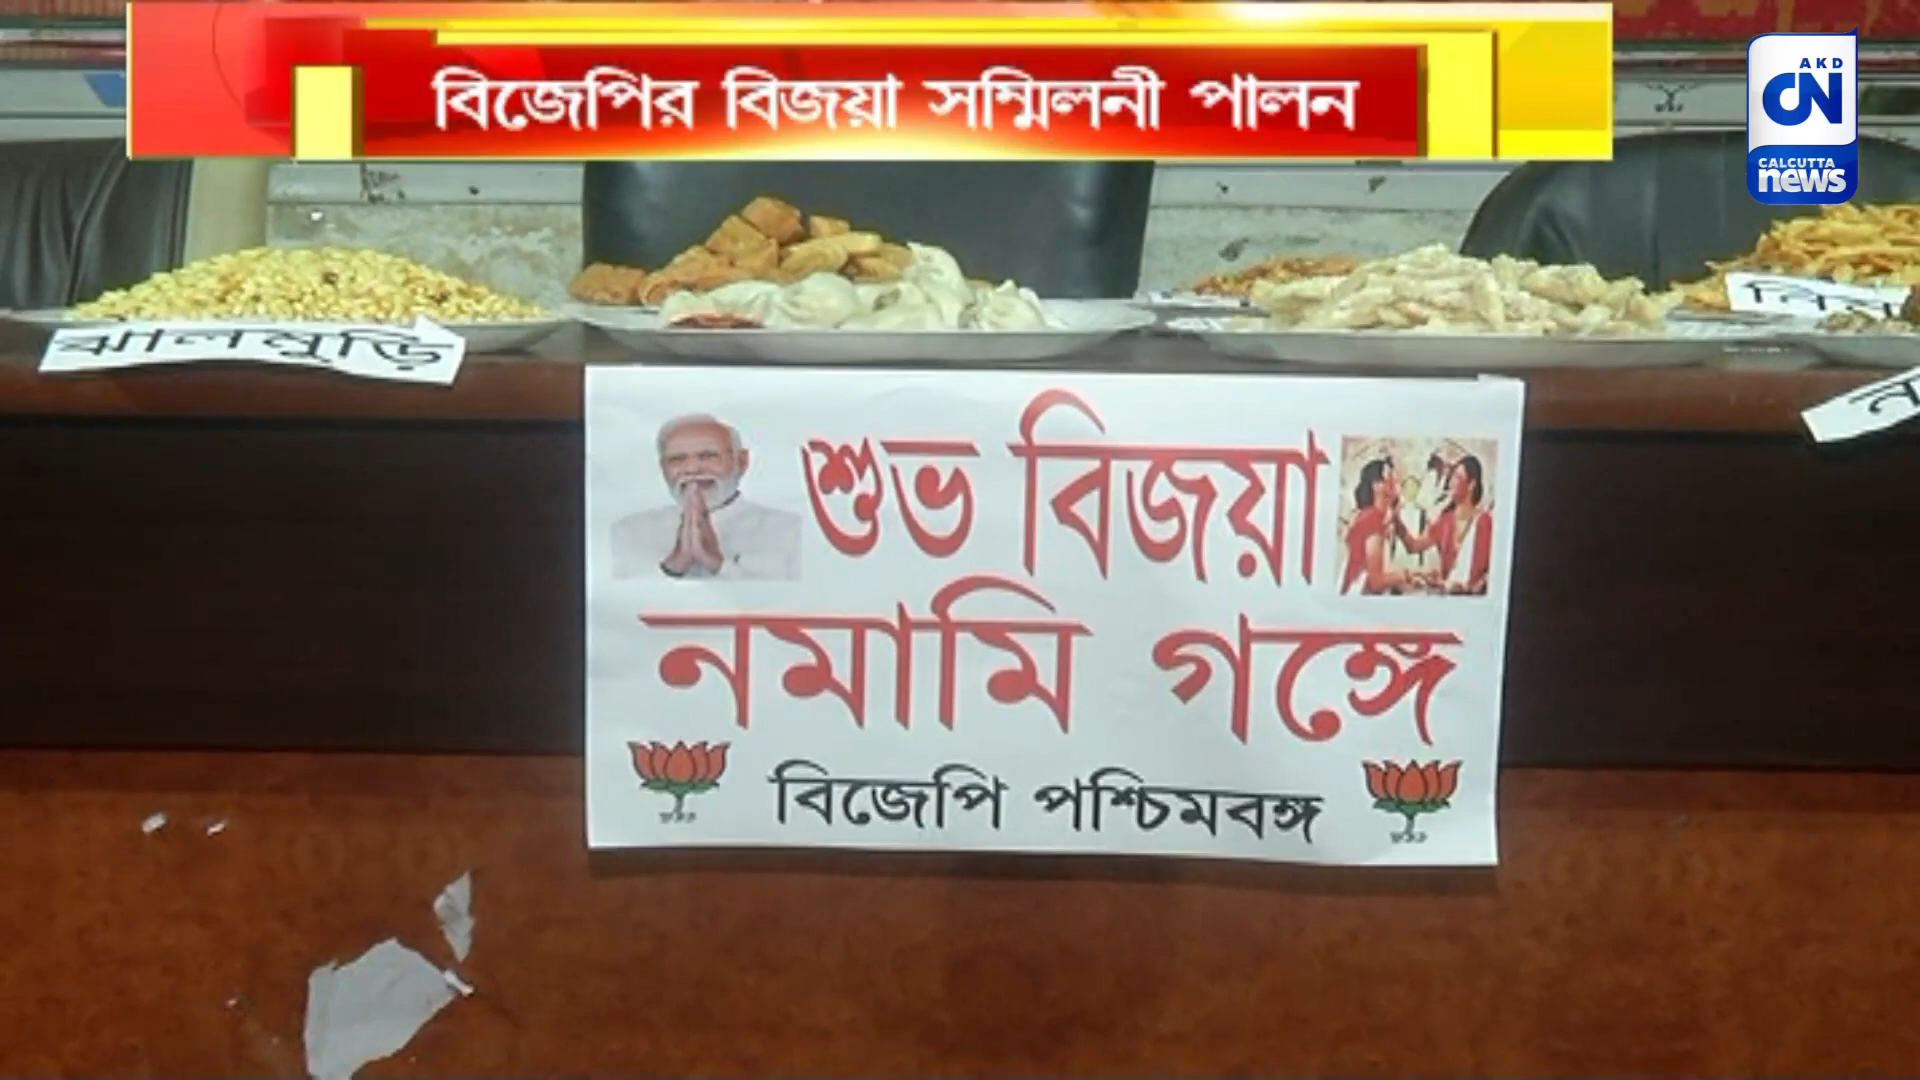 বিজেপির বিজয়া সম্মিলনী পালন
AKD
CN
CALCUTTA
news
ঝালমুড়ি
শুভ বিজয়া
নমামি গঙ্গে
বিজেপি পশ্চিমবঙ্গ